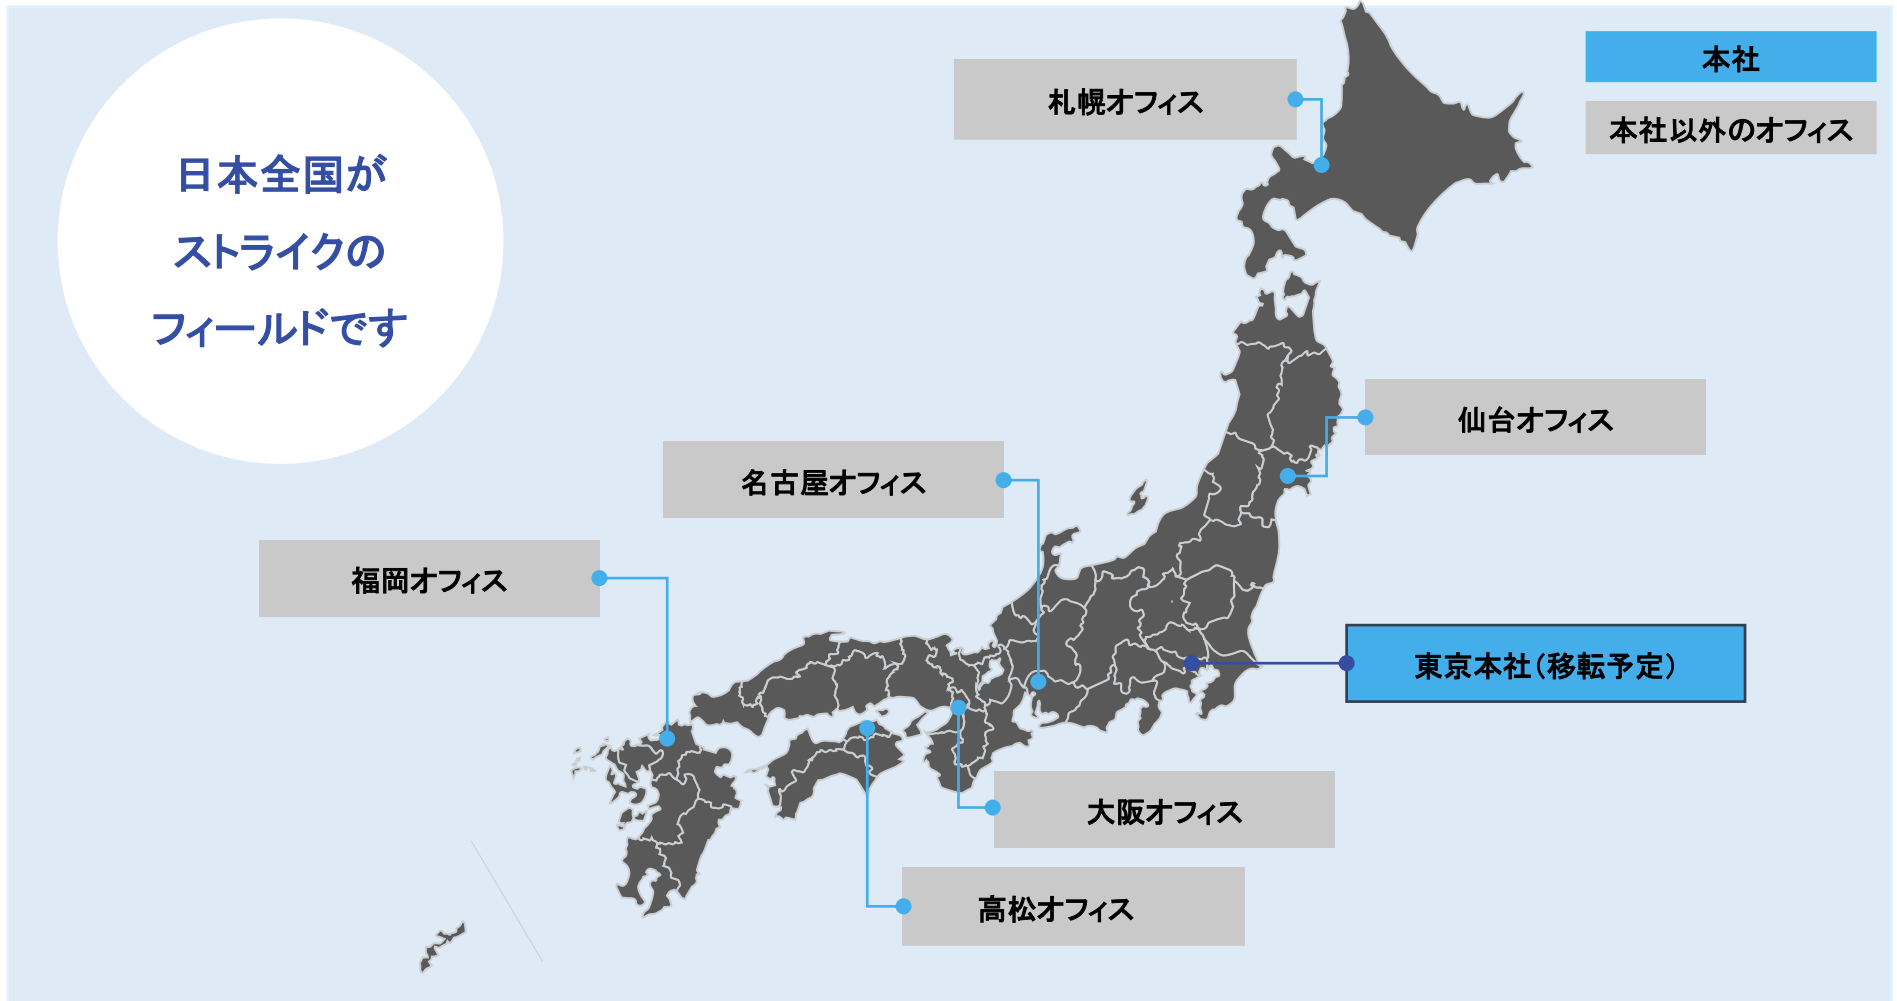 日本全国が
ストライクの
フィールドです
本社
本社以外のオフィス
札幌オフィス
仙台オフィス
名古屋オフィス
福岡オフィス
東京本社（移転予定）
大阪オフィス
高松オフィス